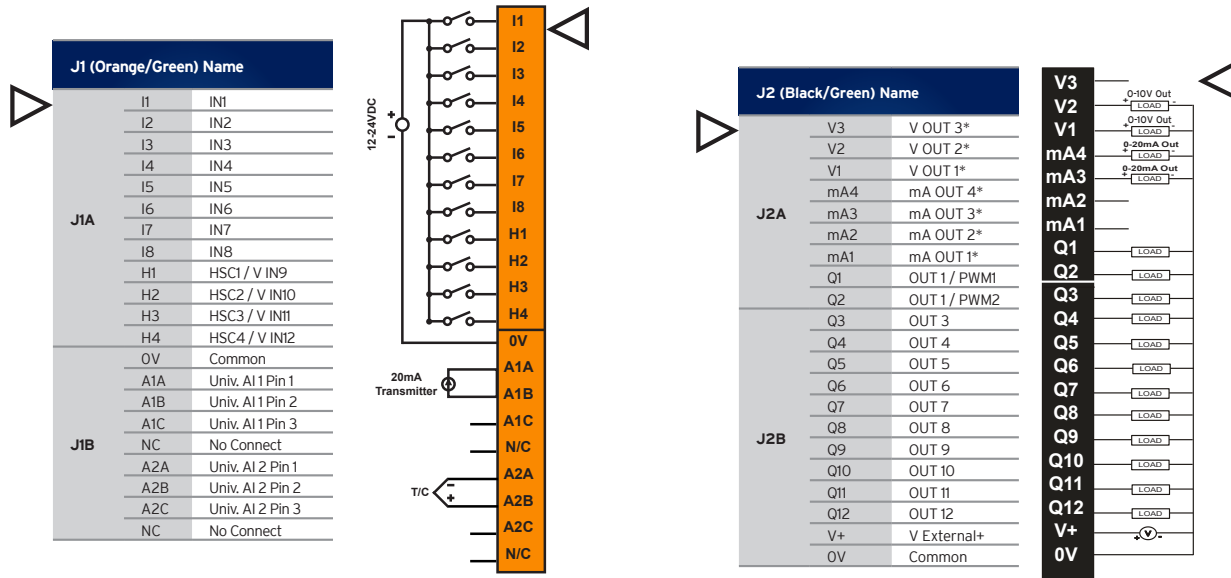 J1 (Orange/Green) Name
J1A
I1 IN1
I2 IN2
I3 IN3
I4 IN4
I5 IN5
I6 IN6
I7 IN7
I8 IN8
H1 HSC1 / V IN9
H2 HSC2 / V IN10
H3 HSC3 / V IN11
H4 HSC4 / V IN12
J1B
0V Common
A1A Univ. AI 1 Pin 1
A1B Univ. AI 1 Pin 2
A1C Univ. AI 1 Pin 3
NC No Connect
A2A Univ. AI 2 Pin 1
A2B Univ. AI 2 Pin 2
A2C Univ. AI 2 Pin 3
NC No Connect
12-24VDC
+
-
I1
I2
I3
I4
I5
I6
I7
I8
H1
H2
H3
H4
0V
20mA
Transmitter
A1A
A1B
A1C
N/C
T/C
- A2A
+ A2B
A2C
N/C
J2 (Black/Green) Name
J2A
V3 V OUT 3*
V2 V OUT 2*
V1 V OUT 1*
mA4 mA OUT 4*
mA3 mA OUT 3*
mA2 mA OUT 2*
mA1 mA OUT 1*
Q1 OUT 1 / PWM1
Q2 OUT 1 / PWM2
J2B
Q3 OUT 3
Q4 OUT 4
Q5 OUT 5
Q6 OUT 6
Q7 OUT 7
Q8 OUT 8
Q9 OUT 9
Q10 OUT 10
Q11 OUT 11
Q12 OUT 12
V+ V External+
0V Common
V3
0-10V Out
V2 + LOAD -
0-10V Out
V1 + LOAD -
0-20mA Out
mA4 + LOAD -
0-20mA Out
mA3 + LOAD -
mA2
mA1
Q1 LOAD
Q2 LOAD
Q3 LOAD
Q4 LOAD
Q5 LOAD
Q6 LOAD
Q7 LOAD
Q8 LOAD
Q9 LOAD
Q10 LOAD
Q11 LOAD
Q12 LOAD
V+ + V -
0V